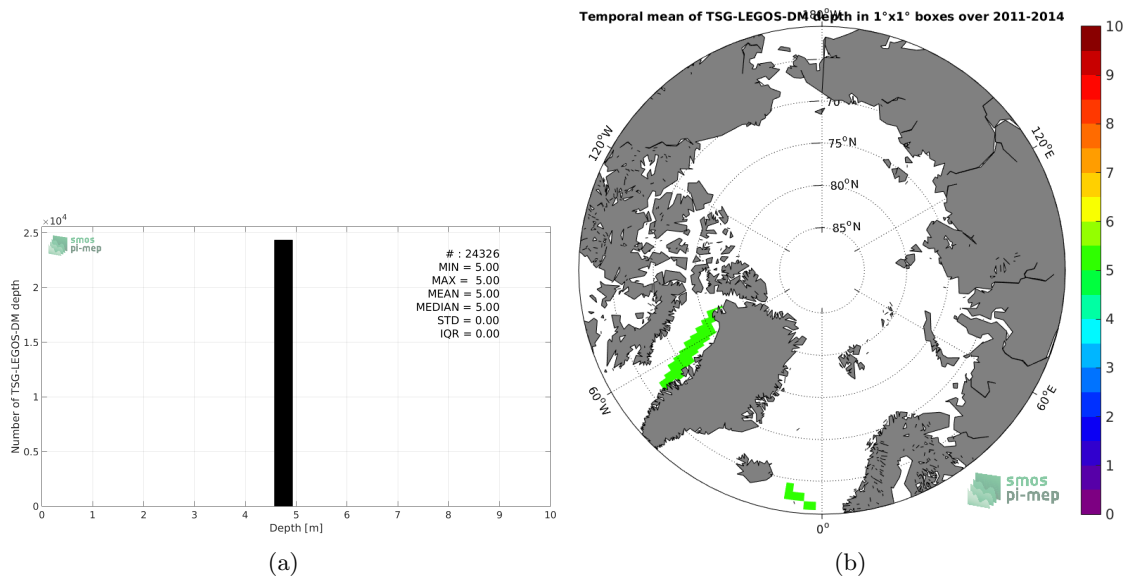 Temporal mean of TSG-LEGOS-DM depth in 1°x1° boxes over 2011-2014
180°W
×10⁴
2.5
2
1.5
1
0.5
0
Number of TSG-LEGOS-DM depth
smos
pi-mep
# : 24326
MIN = 5.00
MAX = 5.00
MEAN = 5.00
MEDIAN = 5.00
STD = 0.00
IQR = 0.00
0 1 2 3 4 5 6 7 8 9 10
Depth [m]
(a)
120°W
120°E
70°
75°N
80°N
85°N
60°W
60°E
0°
smos
pi-mep
10
9
8
7
6
5
4
3
2
1
0
(b)